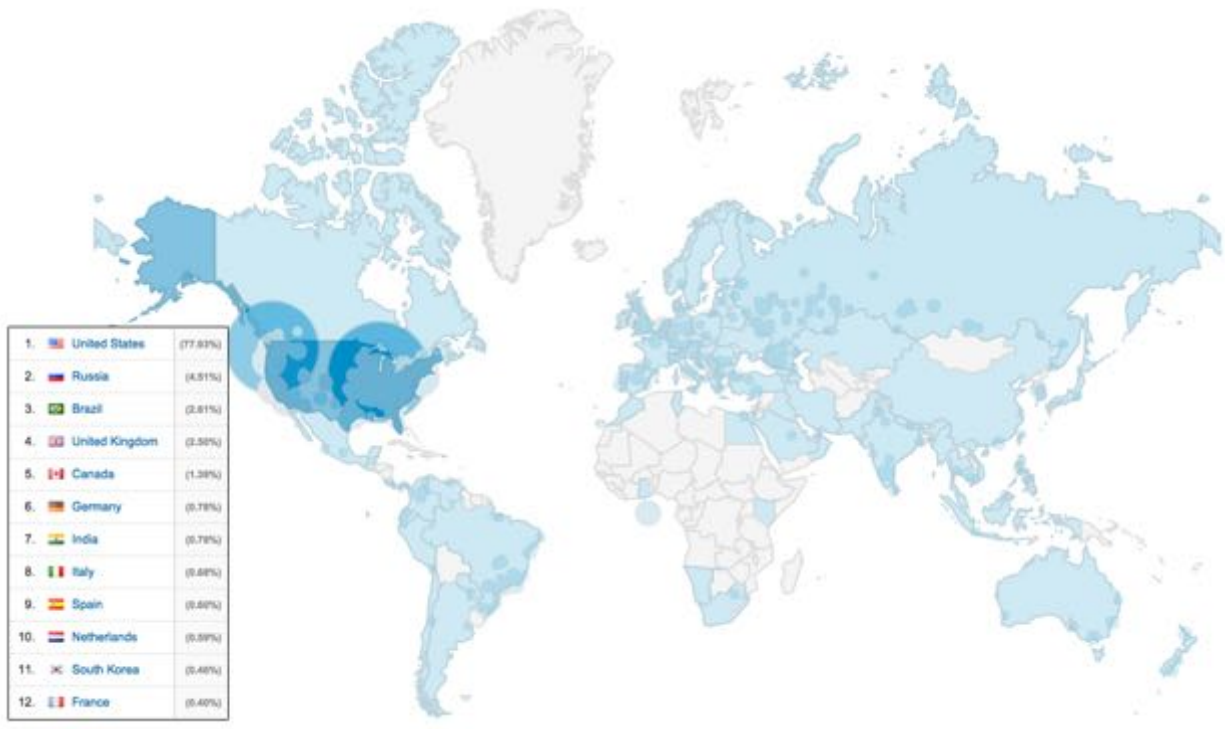 1. United States (77.93%)
2. Russia (4.51%)
3. Brazil (2.61%)
4. United Kingdom (2.50%)
5. Canada (1.39%)
6. Germany (0.78%)
7. India (0.78%)
8. Italy (0.68%)
9. Spain (0.60%)
10. Netherlands (0.59%)
11. South Korea (0.46%)
12. France (0.40%)